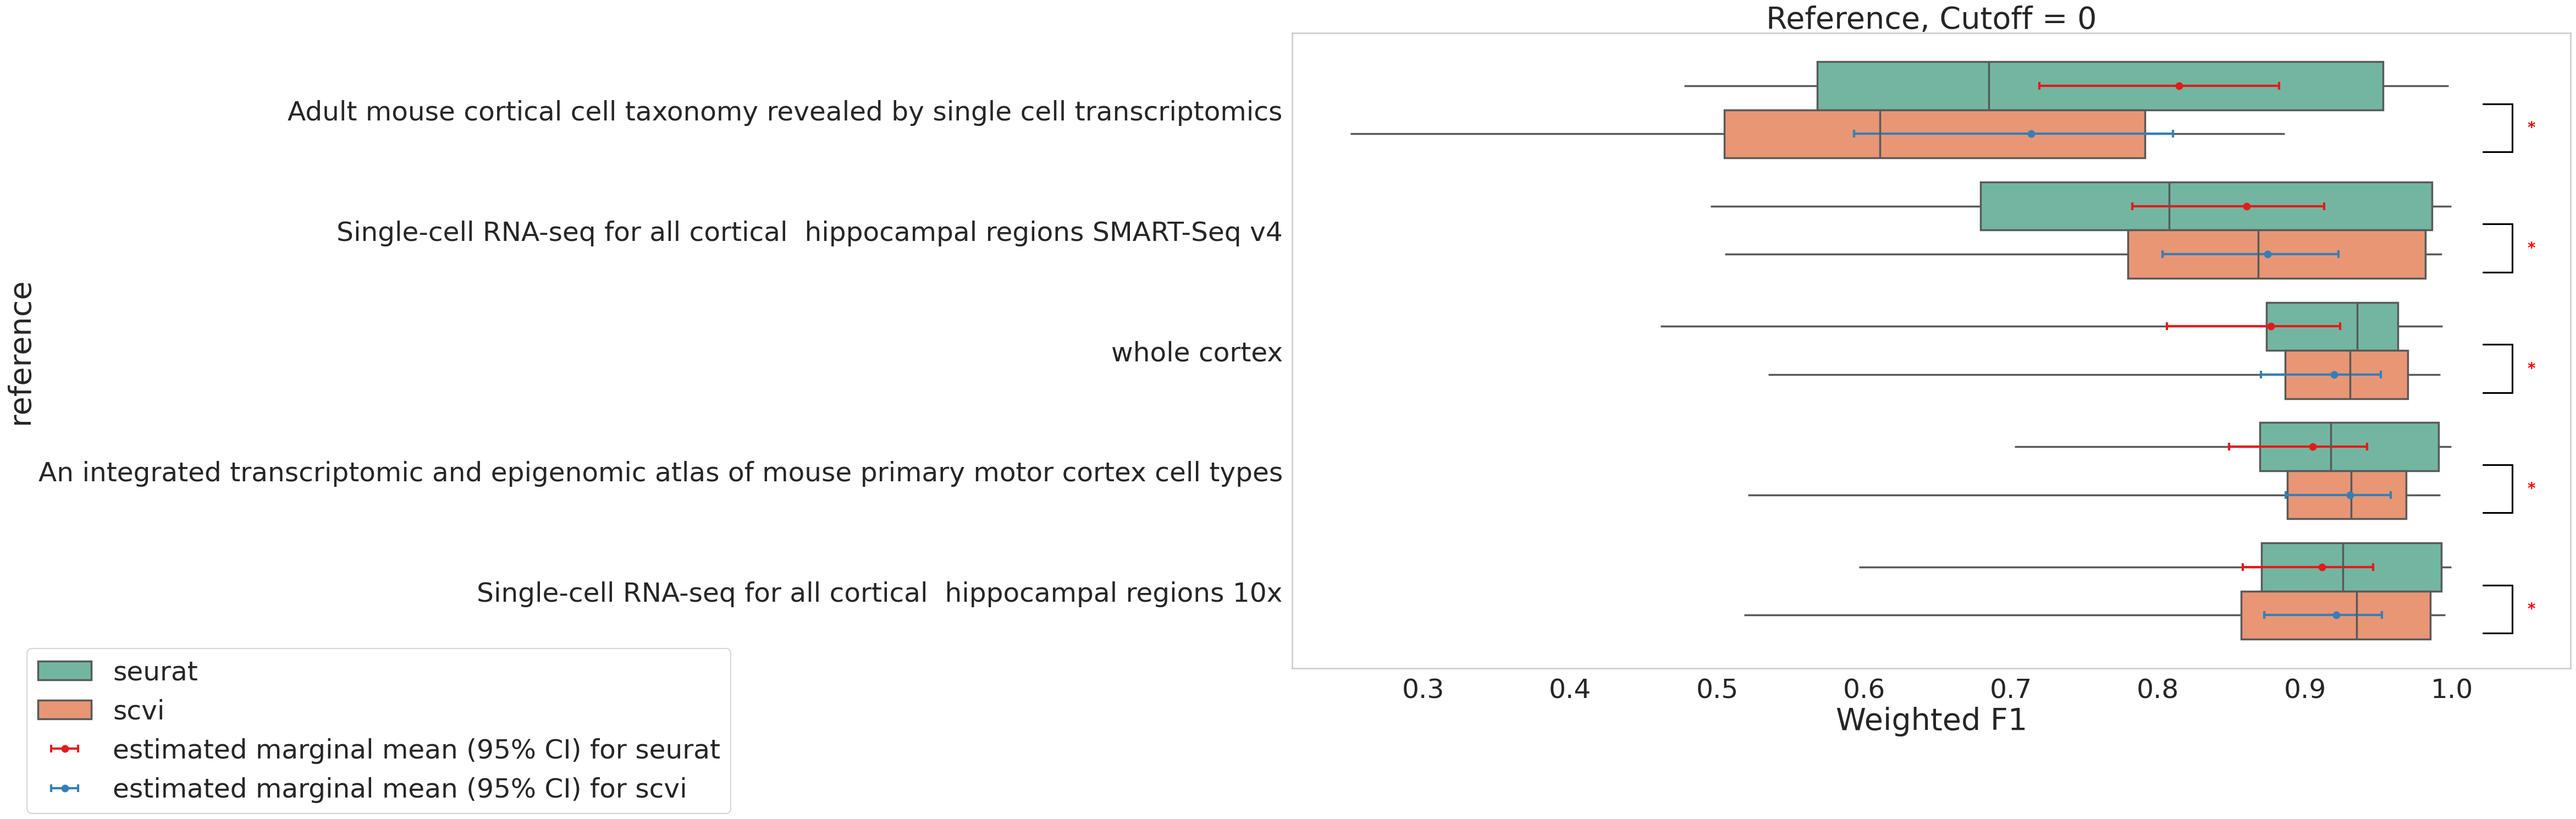 Reference, Cutoff = 0
Adult mouse cortical cell taxonomy revealed by single cell transcriptomics
*
Single-cell RNA-seq for all cortical  hippocampal regions SMART-Seq v4
*
reference
whole cortex
*
An integrated transcriptomic and epigenomic atlas of mouse primary motor cortex cell types
*
Single-cell RNA-seq for all cortical  hippocampal regions 10x
*
0.3 0.4 0.5 0.6 0.7 0.8 0.9 1.0
Weighted F1
seurat
scvi
estimated marginal mean (95% CI) for seurat
estimated marginal mean (95% CI) for scvi